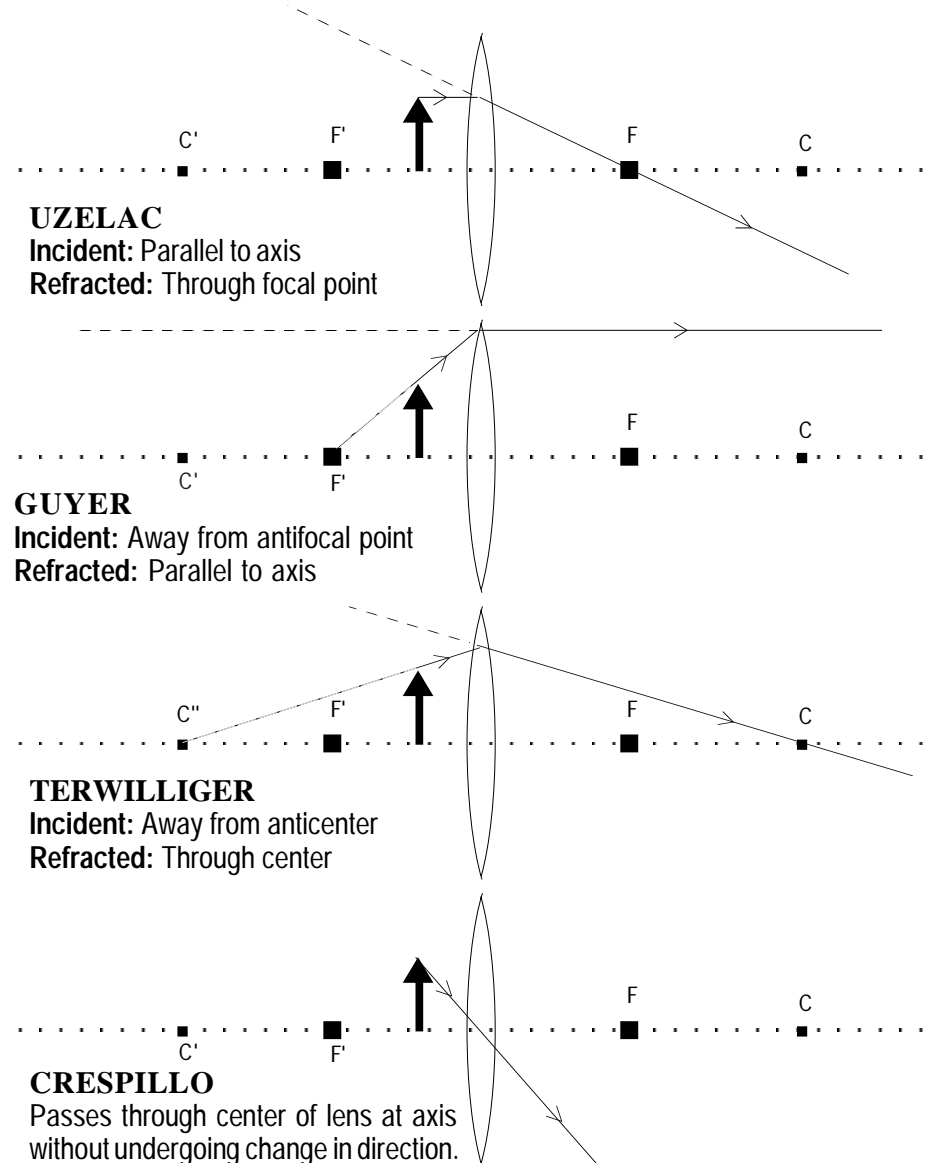 C' F' F C
UZELAC
Incident: Parallel to axis
Refracted: Through focal point
F C
C' F'
GUYER
Incident: Away from antifocal point
Refracted: Parallel to axis
C" F' F C
TERWILLIGER
Incident: Away from anticenter
Refracted: Through center
F C
C' F'
CRESPILLO
Passes through center of lens at axis
without undergoing change in direction.